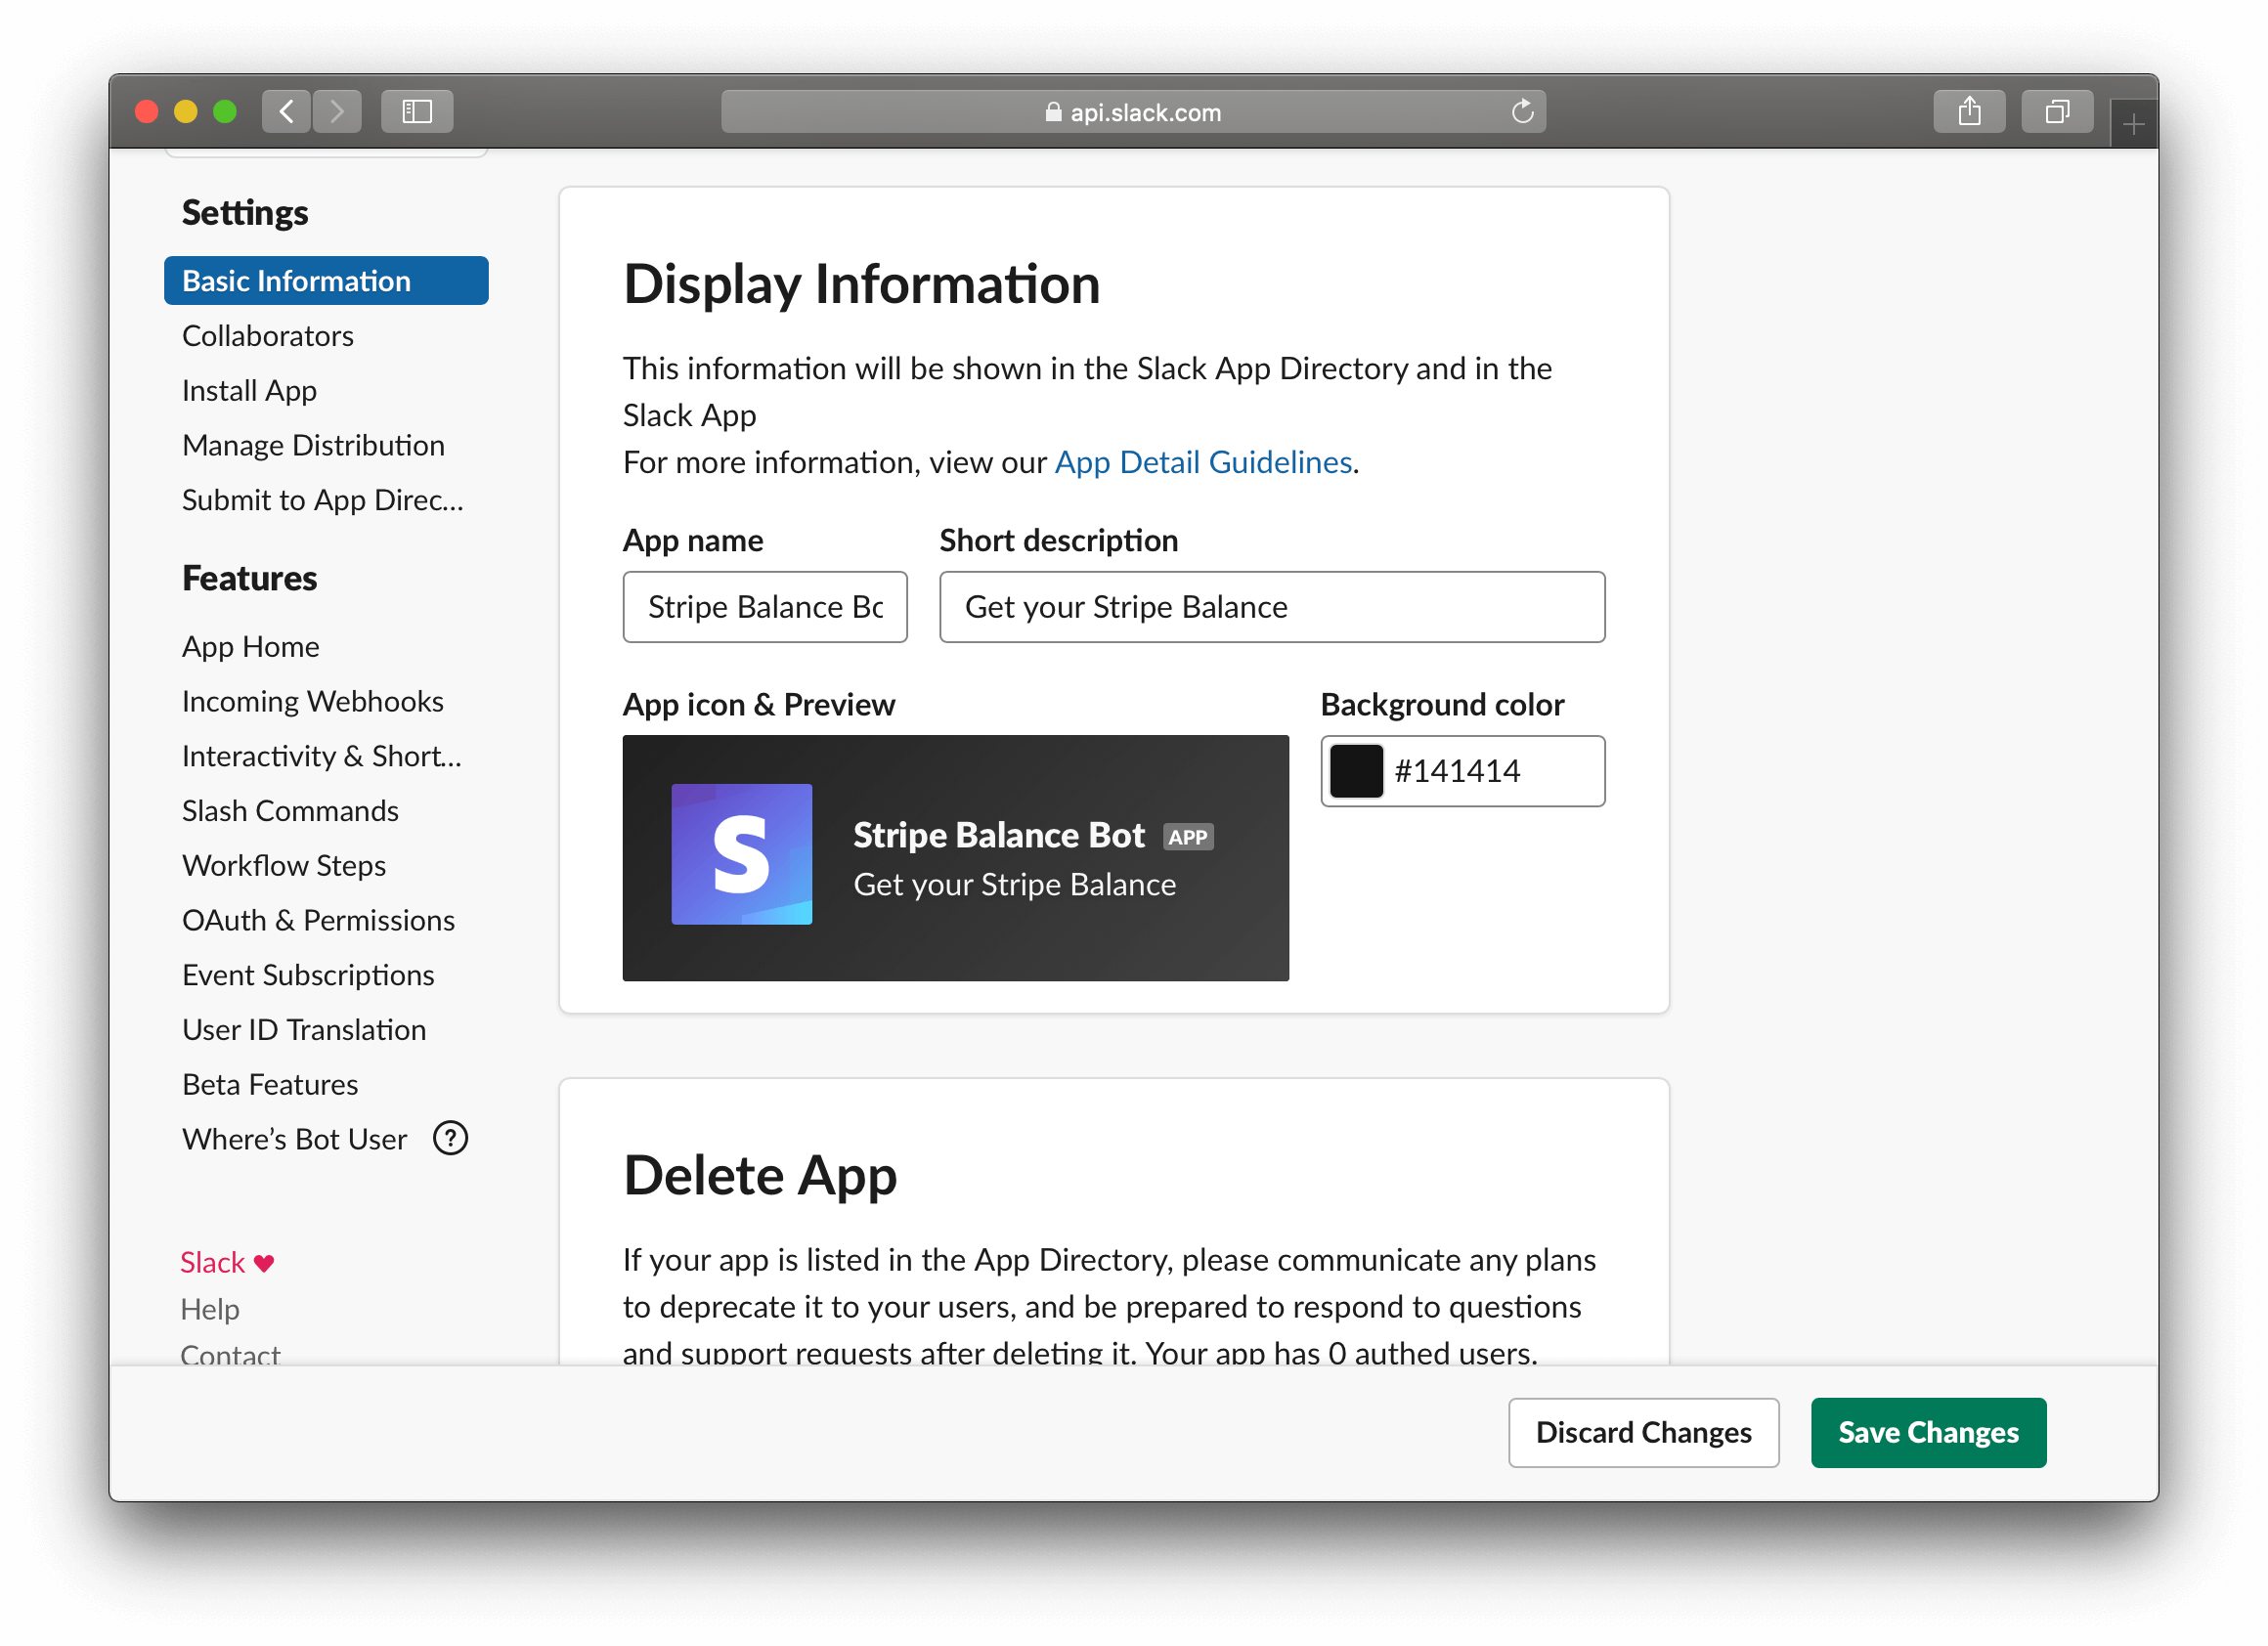 api.slack.com
Settings
Basic Information
Collaborators
Install App
Manage Distribution
Submit to App Direc...
Features
App Home
Incoming Webhooks
Interactivity & Short...
Slash Commands
Workflow Steps
OAuth & Permissions
Event Subscriptions
User ID Translation
Beta Features
Where’s Bot User ?
Slack ♥
Help
Contact
Display Information
This information will be shown in the Slack App Directory and in the
Slack App
For more information, view our App Detail Guidelines.
App name
Short description
Stripe Balance Bo
Get your Stripe Balance
App icon & Preview
Background color
S
Stripe Balance Bot APP
Get your Stripe Balance
#141414
Delete App
If your app is listed in the App Directory, please communicate any plans
to deprecate it to your users, and be prepared to respond to questions
and support requests after deleting it. Your app has 0 authed users.
Discard Changes
Save Changes